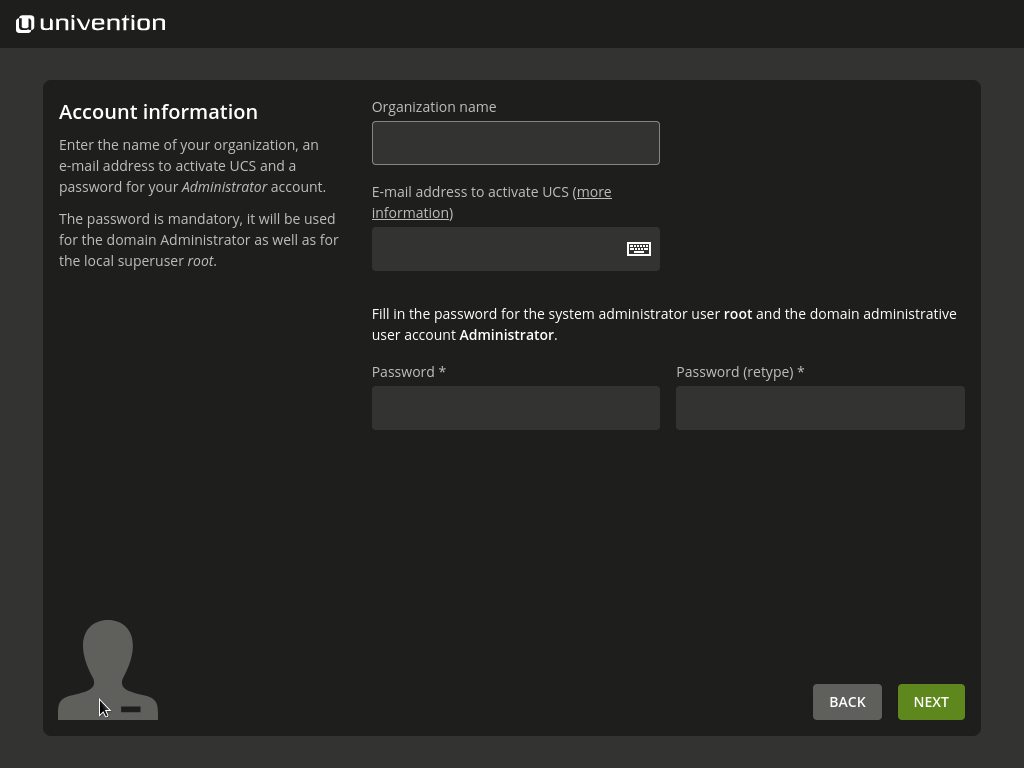 univention
Account information
Enter the name of your organization, an
e-mail address to activate UCS and a
password for your Administrator account.
The password is mandatory, it will be used
for the domain Administrator as well as for
the local superuser root.
Organization name
E-mail address to activate UCS (more
information)
Fill in the password for the system administrator user root and the domain administrative
user account Administrator.
Password *
Password (retype) *
BACK
NEXT